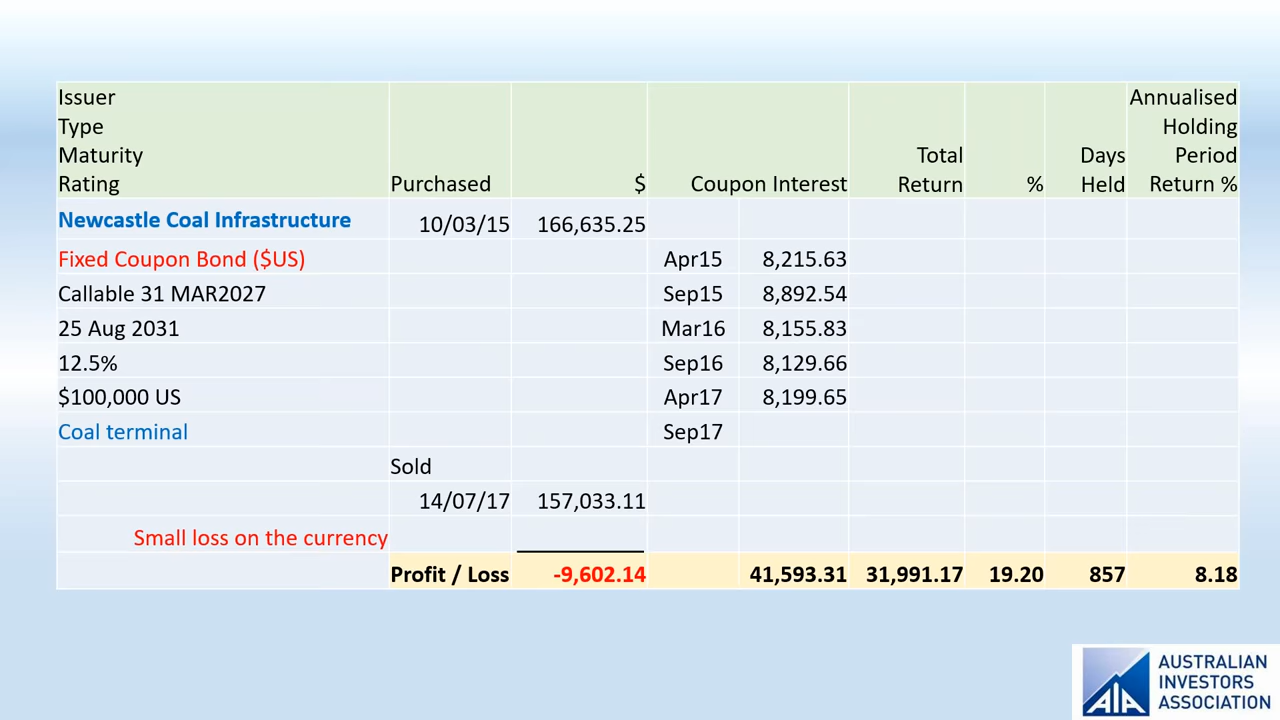 Issuer
Type
Maturity
Rating
Purchased
$
Coupon Interest
Total
Return
%
Days
Held
Annualised
Holding
Period
Return %
Newcastle Coal Infrastructure 10/03/15 166,635.25
Fixed Coupon Bond ($US) Apr15 8,215.63
Callable 31 MAR2027 Sep15 8,892.54
25 Aug 2031 Mar16 8,155.83
12.5% Sep16 8,129.66
$100,000 US Apr17 8,199.65
Coal terminal Sep17
Sold
14/07/17 157,033.11
Small loss on the currency
Profit / Loss -9,602.14 41,593.31 31,991.17 19.20 857 8.18
AIA
AUSTRALIAN
INVESTORS
ASSOCIATION